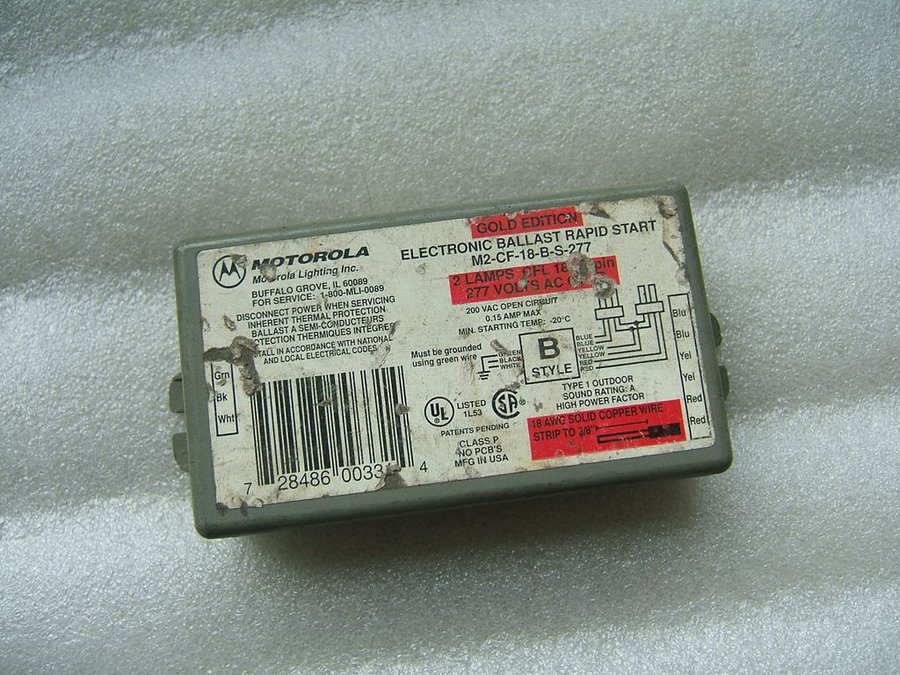 GOLD EDITION
ELECTRONIC BALLAST RAPID START
M2-CF-18-B-S-277
2 LAMPS CFL 18 pin
277 VOLTS AC
200 VAC OPEN CIRCUIT
0.15 AMP MAX
MIN. STARTING TEMP: -20°C
MOTOROLA
Motorola Lighting Inc.
BUFFALO GROVE, IL 60089
FOR SERVICE: 1-800-MLI-0089
DISCONNECT POWER WHEN SERVICING
INHERENT THERMAL PROTECTION
BALLAST A SEMI-CONDUCTEURS
THERMIQUES INTEGREE
IN ACCORDANCE WITH NATIONAL
AND LOCAL ELECTRICAL CODES
Grn
Bk
Wht
7 28486 0033 4
Must be grounded
using green wire
GREEN
BLACK
WHITE
B
STYLE
BLUE
BLUE
YELLOW
YELLOW
RED
RED
Blu
Blu
Yel
Yel
Red
Red
UL
LISTED
1L53
SA
PATENTS PENDING
CLASS P
NO PCB'S
MFG IN USA
TYPE 1 OUTDOOR
SOUND RATING: A
HIGH POWER FACTOR
18 AWG SOLID COPPER WIRE
STRIP TO 3/8"